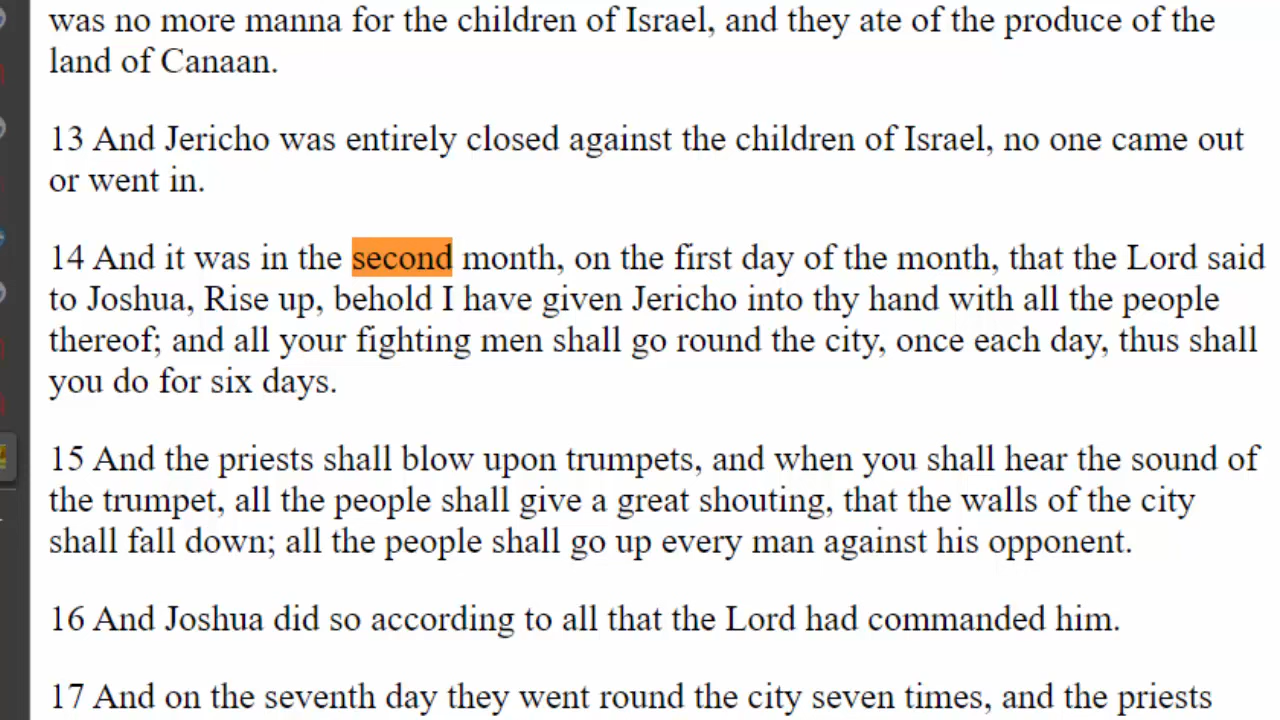 was no more manna for the children of Israel, and they ate of the produce of the
land of Canaan.
13 And Jericho was entirely closed against the children of Israel, no one came out
or went in.
14 And it was in the second month, on the first day of the month, that the Lord said
to Joshua, Rise up, behold I have given Jericho into thy hand with all the people
thereof; and all your fighting men shall go round the city, once each day, thus shall
you do for six days.
15 And the priests shall blow upon trumpets, and when you shall hear the sound of
the trumpet, all the people shall give a great shouting, that the walls of the city
shall fall down; all the people shall go up every man against his opponent.
16 And Joshua did so according to all that the Lord had commanded him.
17 And on the seventh day they went round the city seven times, and the priests